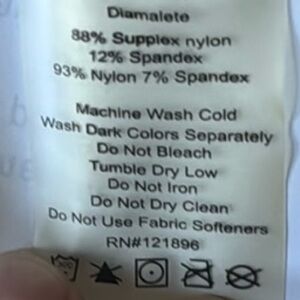 Diamalete
88% Supplex nylon
12% Spandex
93% Nylon 7% Spandex
Machine Wash Cold
Wash Dark Colors Separately
Do Not Bleach
Tumble Dry Low
Do Not Iron
Do Not Dry Clean
Do Not Use Fabric Softeners
RN#121896